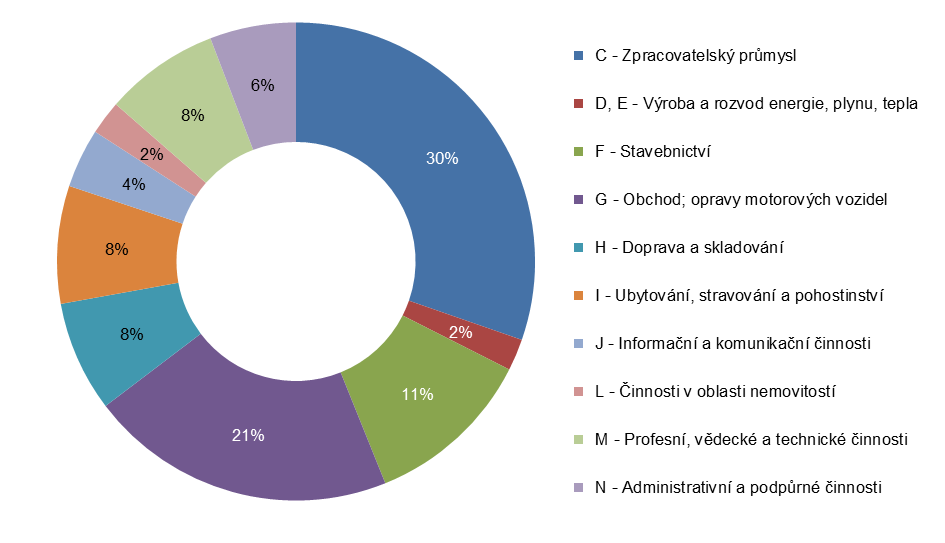 C - Zpracovatelský průmysl
D, E - Výroba a rozvod energie, plynu, tepla
F - Stavebnictví
G - Obchod; opravy motorových vozidel
H - Doprava a skladování
I - Ubytování, stravování a pohostinství
J - Informační a komunikační činnosti
L - Činnosti v oblasti nemovitostí
M - Profesní, vědecké a technické činnosti
N - Administrativní a podpůrné činnosti
30%
2%
11%
21%
8%
8%
4%
2%
8%
6%